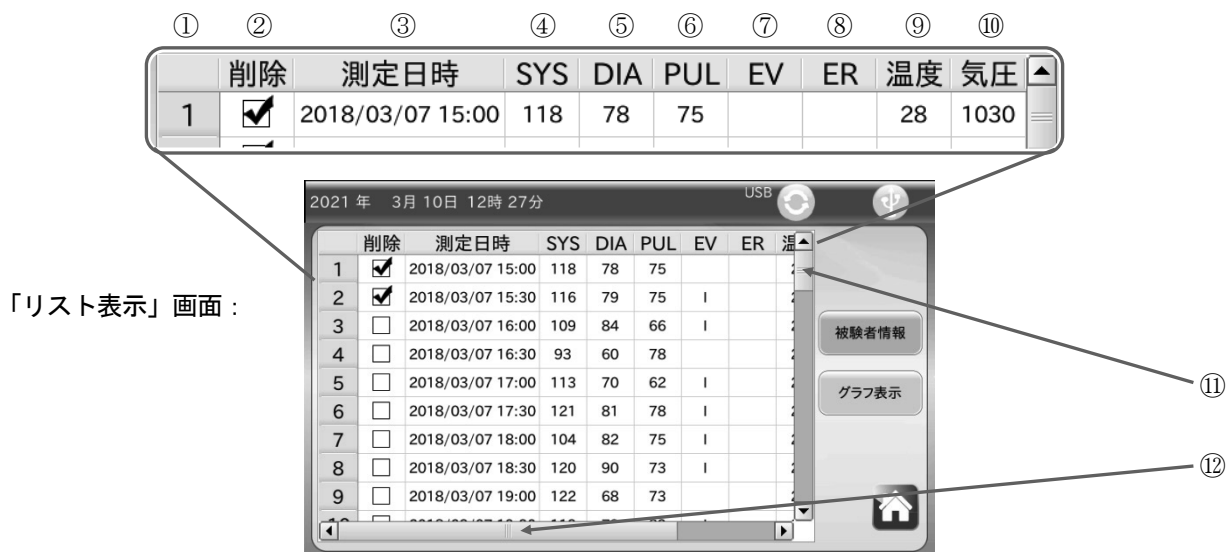 ① ② ③ ④ ⑤ ⑥ ⑦ ⑧ ⑨ ⑩
削除 測定日時 SYS DIA PUL EV ER 温度 気圧
1 2018/03/07 15:00 118 78 75 28 1030
2021 年 3月 10日 12時 27分 USB
削除 測定日時 SYS DIA PUL EV ER
1 2018/03/07 15:00 118 78 75
2 2018/03/07 15:30 116 79 75 I
3 2018/03/07 16:00 109 84 66 I
4 2018/03/07 16:30 93 60 78
5 2018/03/07 17:00 113 70 62 I
6 2018/03/07 17:30 121 81 78 I
7 2018/03/07 18:00 104 82 75 I
8 2018/03/07 18:30 120 90 73 I
9 2018/03/07 19:00 122 68 73
「リスト表示」画面：
被験者情報
グラフ表示
⑪
⑫